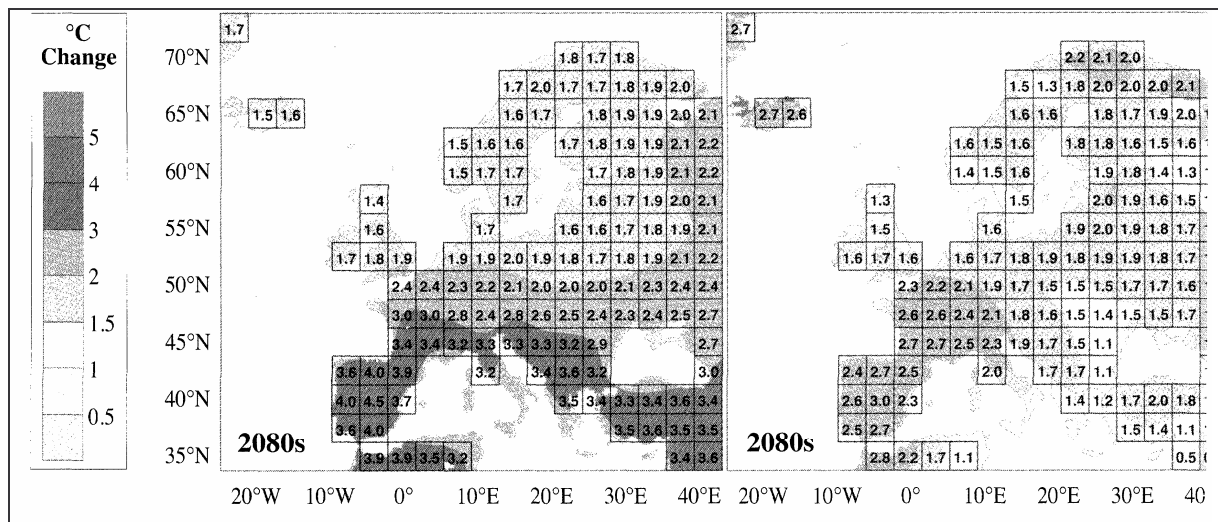 °C
Change
5
4
3
2
1.5
1
0.5
70°N
65°N
60°N
55°N
50°N
45°N
40°N
35°N
1.7
1.8 1.7 1.8
1.7 2.0 1.7 1.7 1.8 1.9 2.0
1.5 1.6 1.6 1.7 1.8 1.9 1.9 2.0 2.1
1.5 1.6 1.6 1.7 1.8 1.9 1.9 2.1 2.2
1.5 1.7 1.7 1.7 1.8 1.9 2.1 2.2
1.4 1.7 1.6 1.7 1.9 2.0 2.1
1.6 1.7 1.6 1.6 1.7 1.8 1.9 2.1
1.7 1.8 1.9 1.9 1.9 2.0 1.9 1.8 1.7 1.8 1.9 2.1 2.2
2.4 2.4 2.3 2.2 2.1 2.0 2.0 2.0 2.1 2.3 2.4 2.4
3.0 3.0 2.8 2.4 2.8 2.6 2.5 2.4 2.3 2.4 2.5 2.7
3.4 3.4 3.2 3.3 3.3 3.3 3.2 2.9 2.7
3.6 4.0 3.9 3.2 3.4 3.6 3.2 3.0
4.0 4.5 3.7 3.5 3.4 3.3 3.4 3.6 3.4
3.6 4.0 3.5 3.6 3.5 3.5
3.9 3.9 3.5 3.2 3.4 3.6
2080s
20°W 10°W 0° 10°E 20°E 30°E 40°E
2.7
2.2 2.1 2.0
1.5 1.3 1.8 2.0 2.0 2.0 2.1
2.7 2.6 1.6 1.6 1.8 1.7 1.9 2.0
1.6 1.5 1.6 1.8 1.8 1.6 1.5 1.6
1.4 1.5 1.6 1.9 1.8 1.4 1.3
1.3 1.5 2.0 1.9 1.6 1.5
1.5 1.6 1.9 2.0 1.9 1.8 1.7
1.6 1.7 1.6 1.6 1.7 1.8 1.9 1.8 1.9 1.9 1.8 1.7
2.3 2.2 2.1 1.9 1.7 1.5 1.5 1.5 1.7 1.7 1.6
2.6 2.6 2.4 2.1 1.8 1.6 1.5 1.4 1.5 1.5 1.7
2.7 2.7 2.5 2.3 1.9 1.7 1.5 1.1
2.4 2.7 2.5 2.0 1.7 1.7 1.1
2.6 3.0 2.3 1.4 1.2 1.7 2.0 1.8
2.5 2.7 1.5 1.4 1.1
2.8 2.2 1.7 1.1 0.5
2080s
20°W 10°W 0° 10°E 20°E 30°E 40